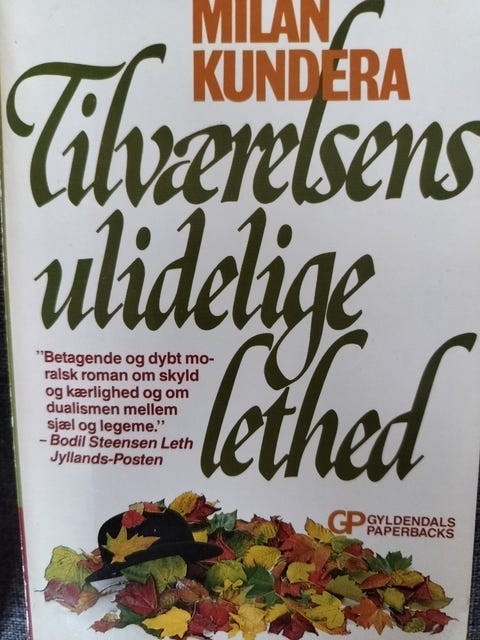 MILAN
KUNDERA
Tilværelsens
ulidelige
lethed
"Betagende og dybt mo-
ralsk roman om skyld
og kærlighed og om
dualismen mellem
sjæl og legeme."
– Bodil Steensen Leth
Jyllands-Posten
GP GYLDENDALS
PAPERBACKS